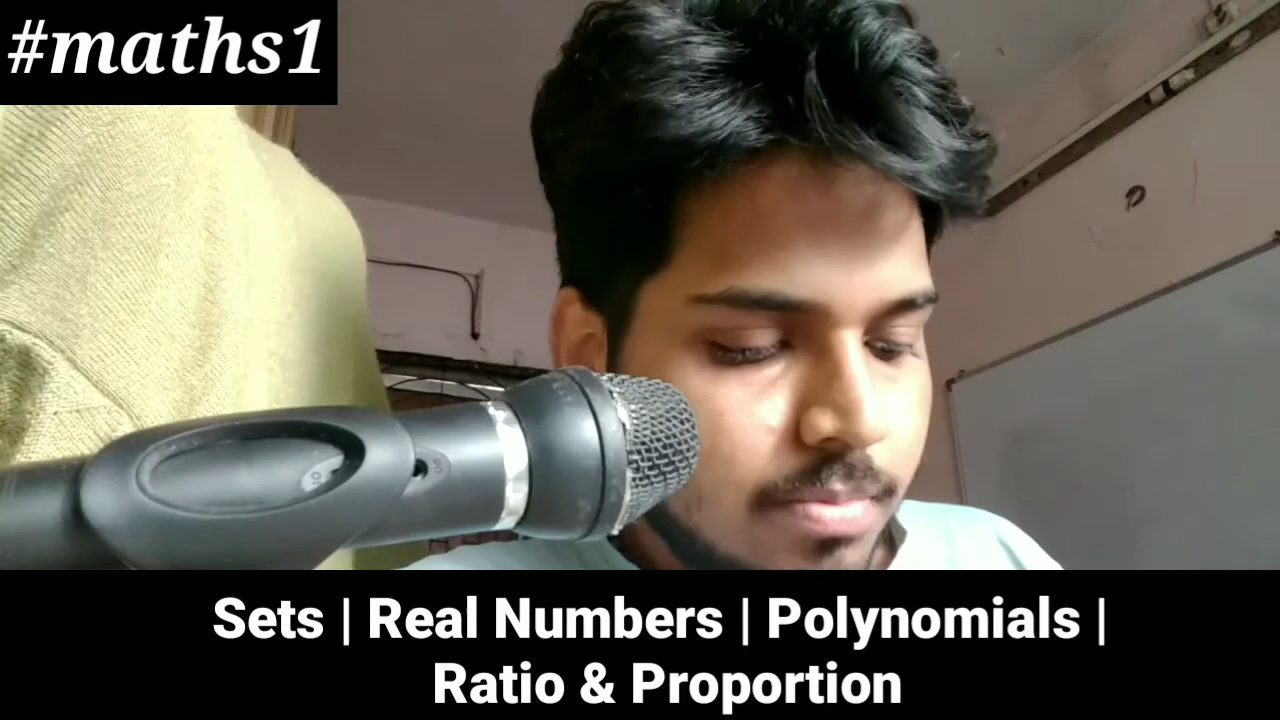 #maths1
Sets | Real Numbers | Polynomials |
Ratio & Proportion